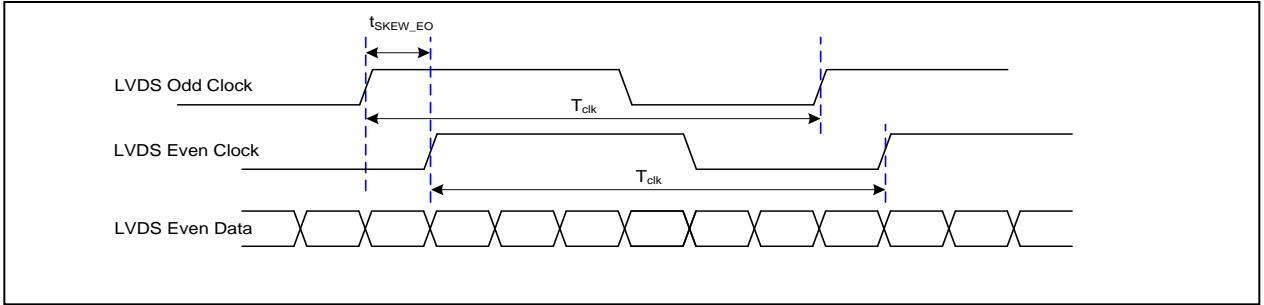 tSKEW_EO
LVDS Odd Clock
Tclk
LVDS Even Clock
Tclk
LVDS Even Data